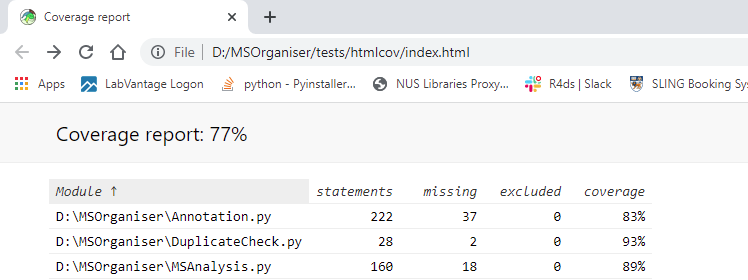 Coverage report
File D:/MSOrganiser/tests/htmlcov/index.html
Apps LabVantage Logon python - Pyinstaller... NUS Libraries Proxy... R4ds | Slack SLING Booking Sys
Coverage report: 77%
Module ↑ statements missing excluded coverage
D:\MSOrganiser\Annotation.py 222 37 0 83%
D:\MSOrganiser\DuplicateCheck.py 28 2 0 93%
D:\MSOrganiser\MSAnalysis.py 160 18 0 89%